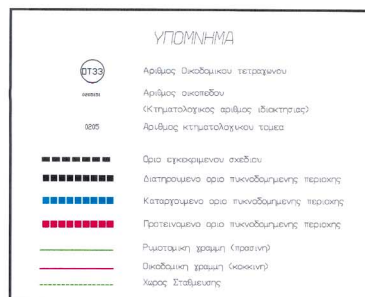 ΥΠΟΜΝΗΜΑ
ΟΤ33 Αριθμος Οικοδομικου τετραγωνου
Αριθμος οικοπεδου
(Κτηματολογικος αριθμος ιδιοκτησιας)
0205 Αριθμος κτηματολογικου τομεα
Οριο εγκεκριμενου σχεδιου
Διατηρουμενο οριο πυκνοδομημενης περιοχης
Καταργουμενο οριο πυκνοδομημενης περιοχης
Προτεινομενο οριο πυκνοδομημενης περιοχης
Ρυμοτομικη γραμμη (πρασινη)
Οικοδομικη γραμμη (κοκκινη)
Χωρος Σταθμευσης